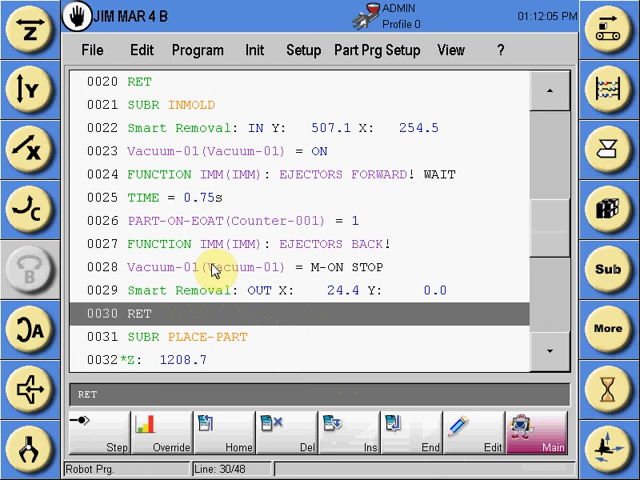 JIM MAR 4 B
ADMIN
Profile 0
01:12:05 PM
File Edit Program Init Setup Part Prg Setup View ?
0020 RET
0021 SUBR INMOLD
0022 Smart Removal: IN Y: 507.1 X: 254.5
0023 Vacuum-01(Vacuum-01) = ON
0024 FUNCTION IMM(IMM): EJECTORS FORWARD! WAIT
0025 TIME = 0.75s
0026 PART-ON-EOAT(Counter-001) = 1
0027 FUNCTION IMM(IMM): EJECTORS BACK!
0028 Vacuum-01(Vacuum-01) = M-ON STOP
0029 Smart Removal: OUT X: 24.4 Y: 0.0
0030 RET
0031 SUBR PLACE-PART
0032*Z: 1208.7
RET
Step Override Home Del Ins End Edit Main
Robot Prg. Line: 30/48
Z
Y
X
C
B
CA
Sub
More